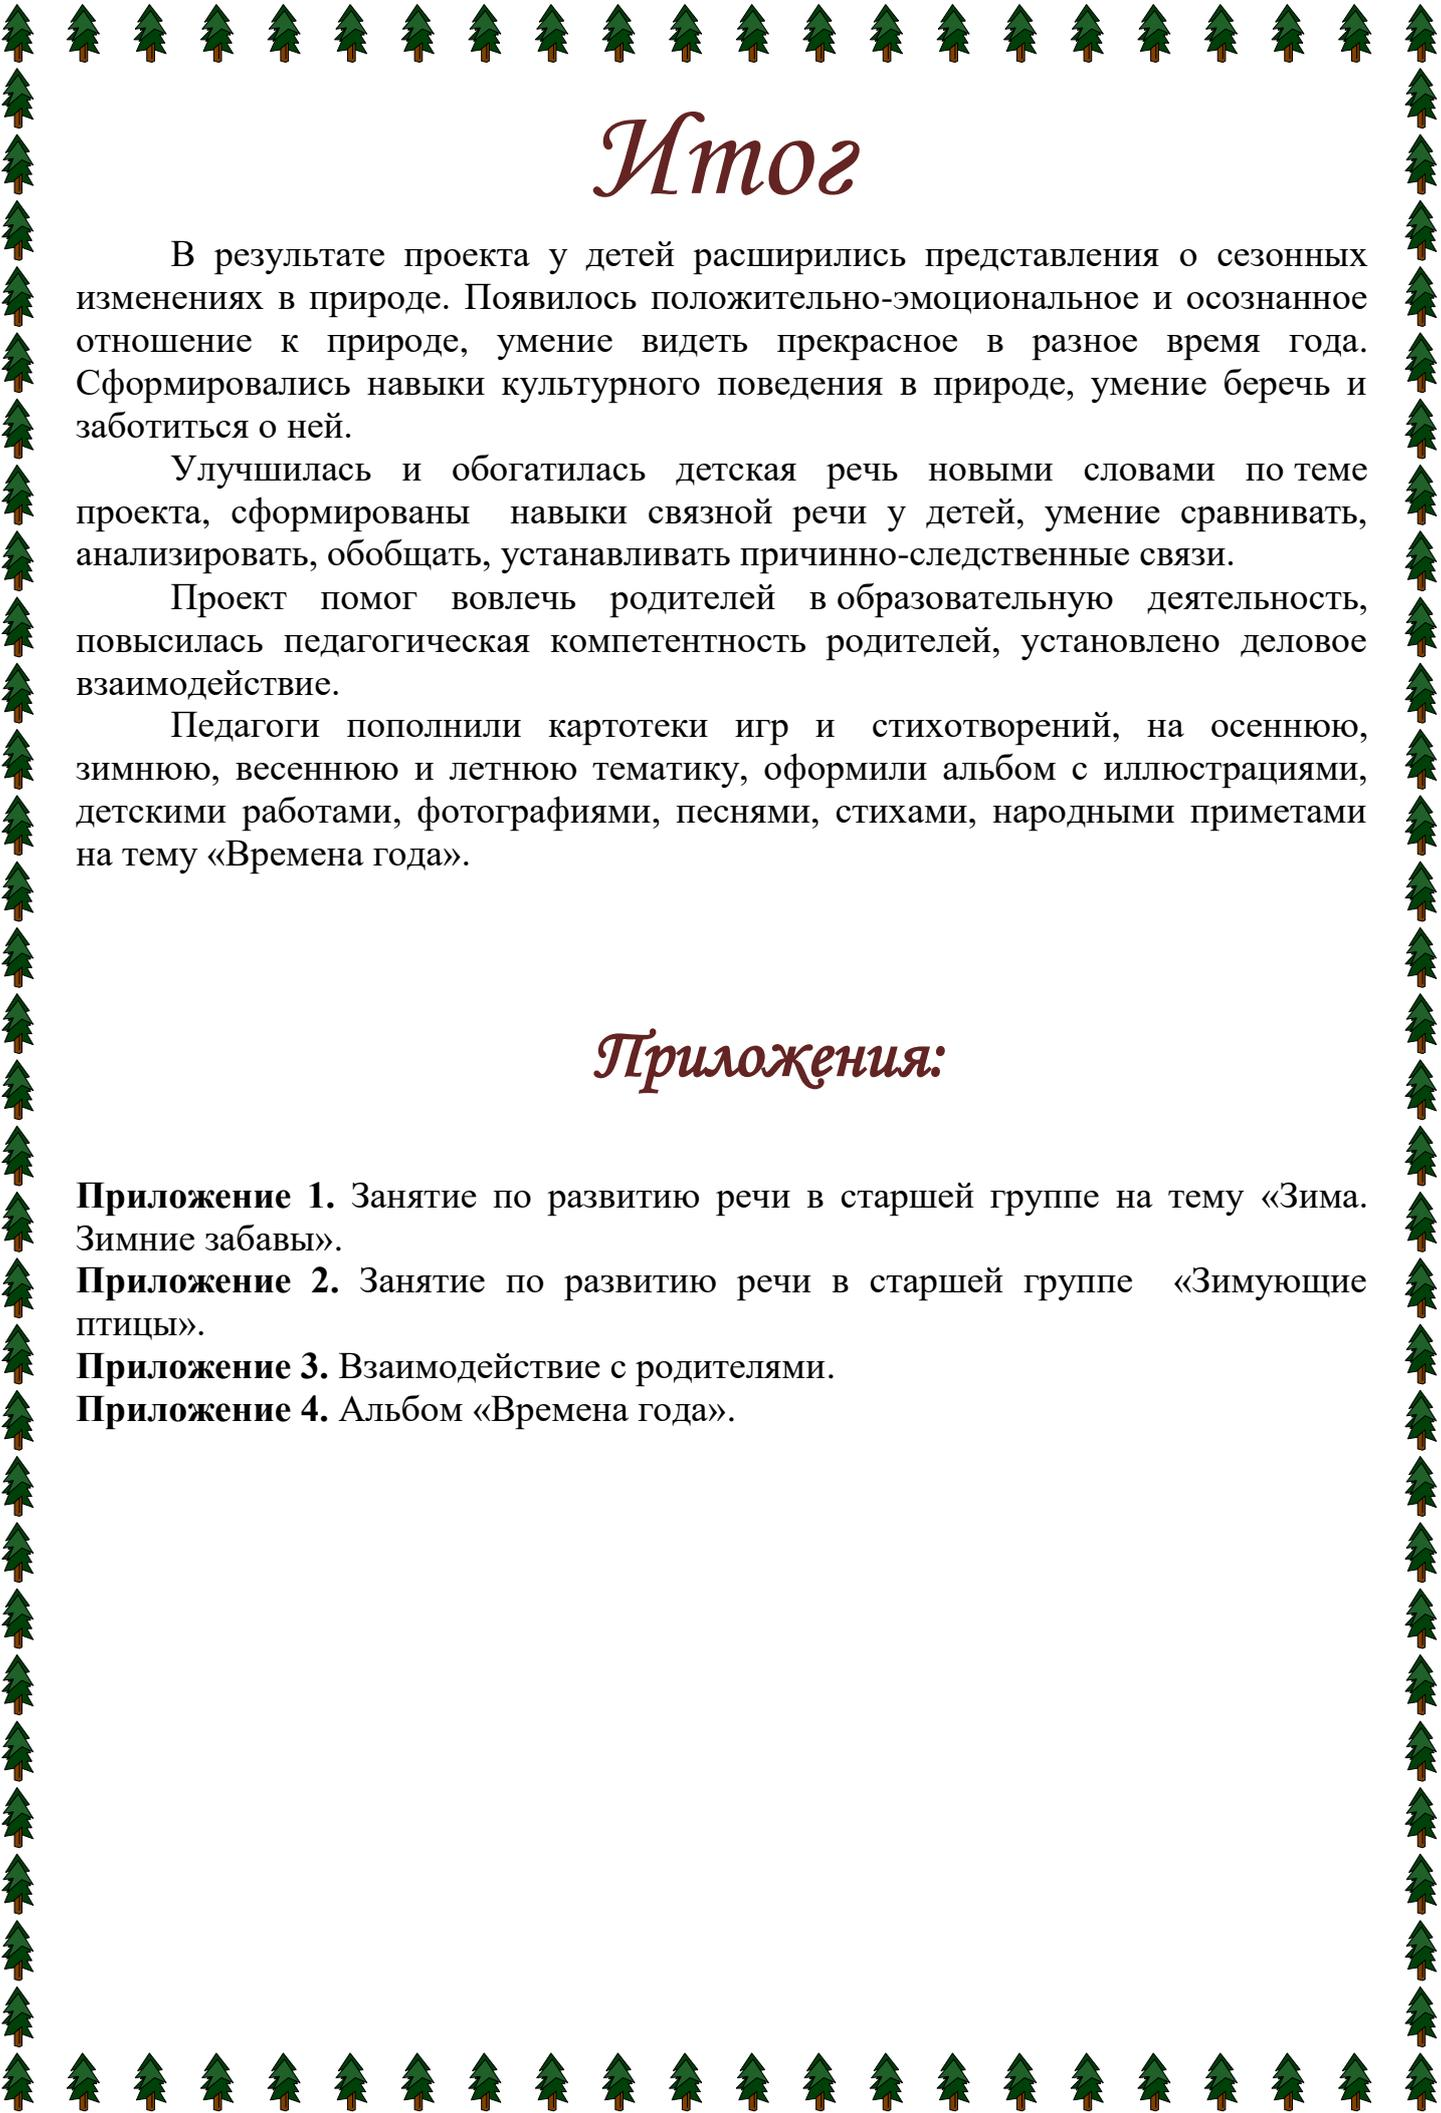 Итог
В результате проекта у детей расширились представления о сезонных
изменениях в природе. Появилось положительно-эмоциональное и осознанное
отношение к природе, умение видеть прекрасное в разное время года.
Сформировались навыки культурного поведения в природе, умение беречь и
заботиться о ней.
Улучшилась и обогатилась детская речь новыми словами по теме
проекта, сформированы навыки связной речи у детей, умение сравнивать,
анализировать, обобщать, устанавливать причинно-следственные связи.
Проект помог вовлечь родителей в образовательную деятельность,
повысилась педагогическая компетентность родителей, установлено деловое
взаимодействие.
Педагоги пополнили картотеки игр и стихотворений, на осеннюю,
зимнюю, весеннюю и летнюю тематику, оформили альбом с иллюстрациями,
детскими работами, фотографиями, песнями, стихами, народными приметами
на тему «Времена года».
Приложения:
Приложение 1. Занятие по развитию речи в старшей группе на тему «Зима.
Зимние забавы».
Приложение 2. Занятие по развитию речи в старшей группе «Зимующие
птицы».
Приложение 3. Взаимодействие с родителями.
Приложение 4. Альбом «Времена года».